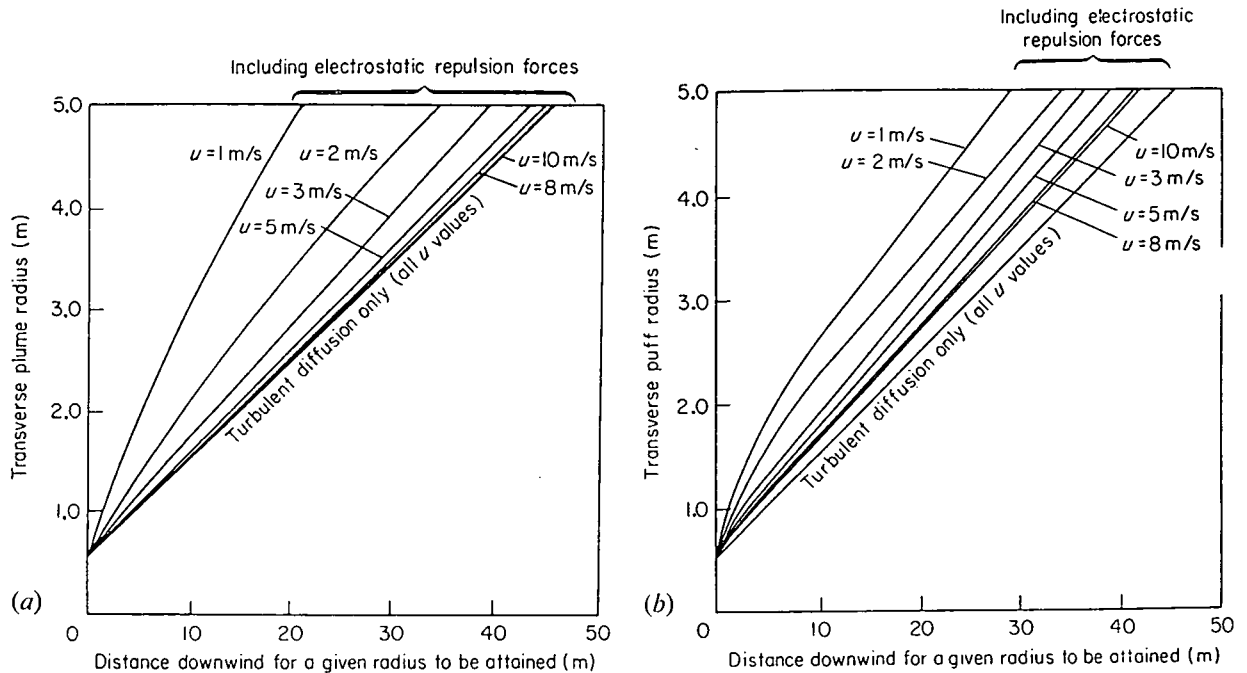 Including electrostatic repulsion forces
5.0
4.0
3.0
2.0
1.0
0
10
20
30
40
50
Transverse plume radius (m)
Distance downwind for a given radius to be attained (m)
u = 1 m/s
u = 2 m/s
u = 3 m/s
u = 5 m/s
u = 10 m/s
u = 8 m/s
Turbulent diffusion only (all u values)
(a)
Including electrostatic
repulsion forces
5.0
4.0
3.0
2.0
1.0
0
10
20
30
40
50
Transverse puff radius (m)
Distance downwind for a given radius to be attained (m)
u = 1 m/s
u = 2 m/s
u = 10 m/s
u = 3 m/s
u = 5 m/s
u = 8 m/s
Turbulent diffusion only (all u values)
(b)